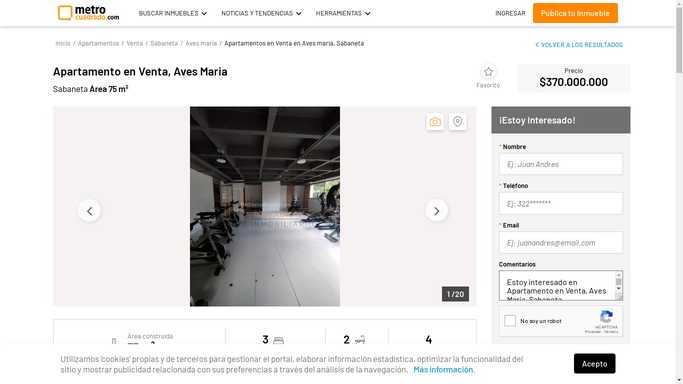 metro
cuadrado.com
BUSCAR INMUEBLES
NOTICIAS Y TENDENCIAS
HERRAMIENTAS
INGRESAR
Publica tu Inmueble
Inicio / Apartamentos / Venta / Sabaneta / Aves maria / Apartamentos en Venta en Aves maria, Sabaneta
VOLVER A LOS RESULTADOS
Apartamento en Venta, Aves Maria
Sabaneta Área 75 m²
Favorito
Precio
$370.000.000
1 / 20
¡Estoy Interesado!
* Nombre
Ej: Juan Andres
* Teléfono
Ej: 322*******
* Email
Ej: juanandres@email.com
Comentarios
Estoy interesado en
Apartamento en Venta, Aves
Maria-Sabaneta
No soy un robot
reCAPTCHA
Privacidad - Términos
Área construida
3
2
4
Utilizamos 'cookies' propias y de terceros para gestionar el portal, elaborar información estadística, optimizar la funcionalidad del
sitio y mostrar publicidad relacionada con sus preferencias a través del análisis de la navegación. Más información.
Acepto